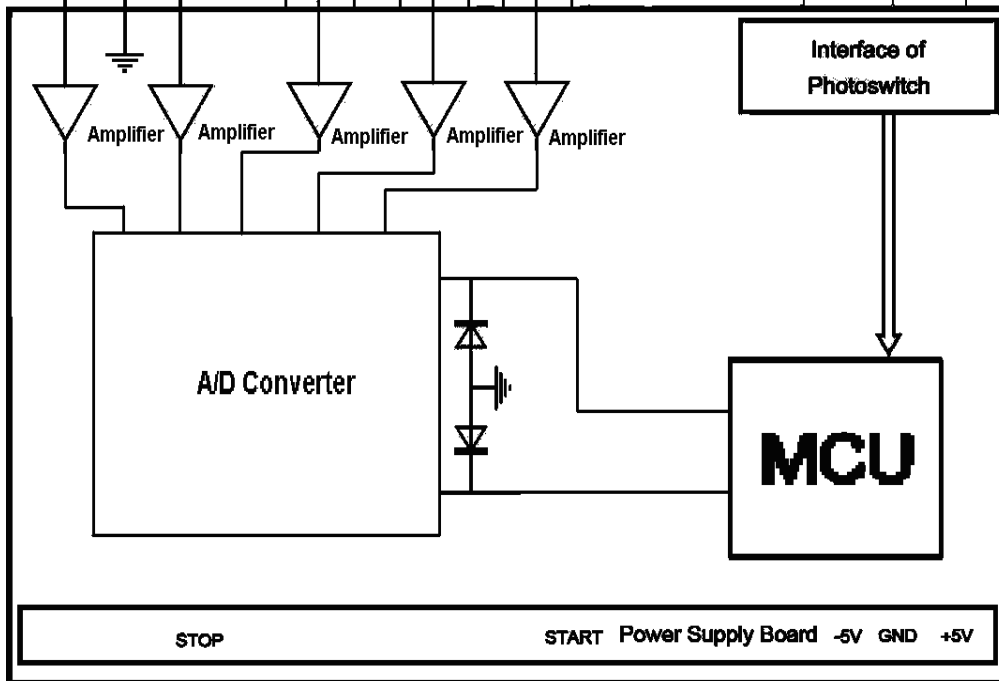 Interface of
Photoswitch
Amplifier Amplifier Amplifier Amplifier Amplifier
A/D Converter
MCU
STOP START Power Supply Board -5V GND +5V